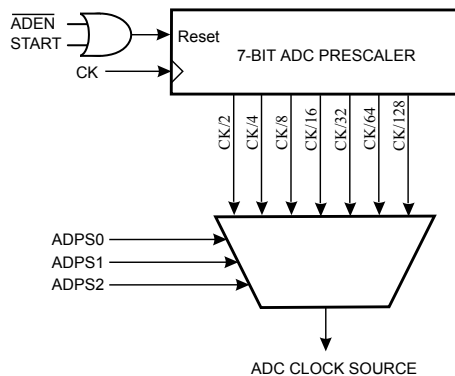 ADEN
START
Reset
7-BIT ADC PRESCALER
CK
CK/2
CK/4
CK/8
CK/16
CK/32
CK/64
CK/128
ADPS0
ADPS1
ADPS2
ADC CLOCK SOURCE